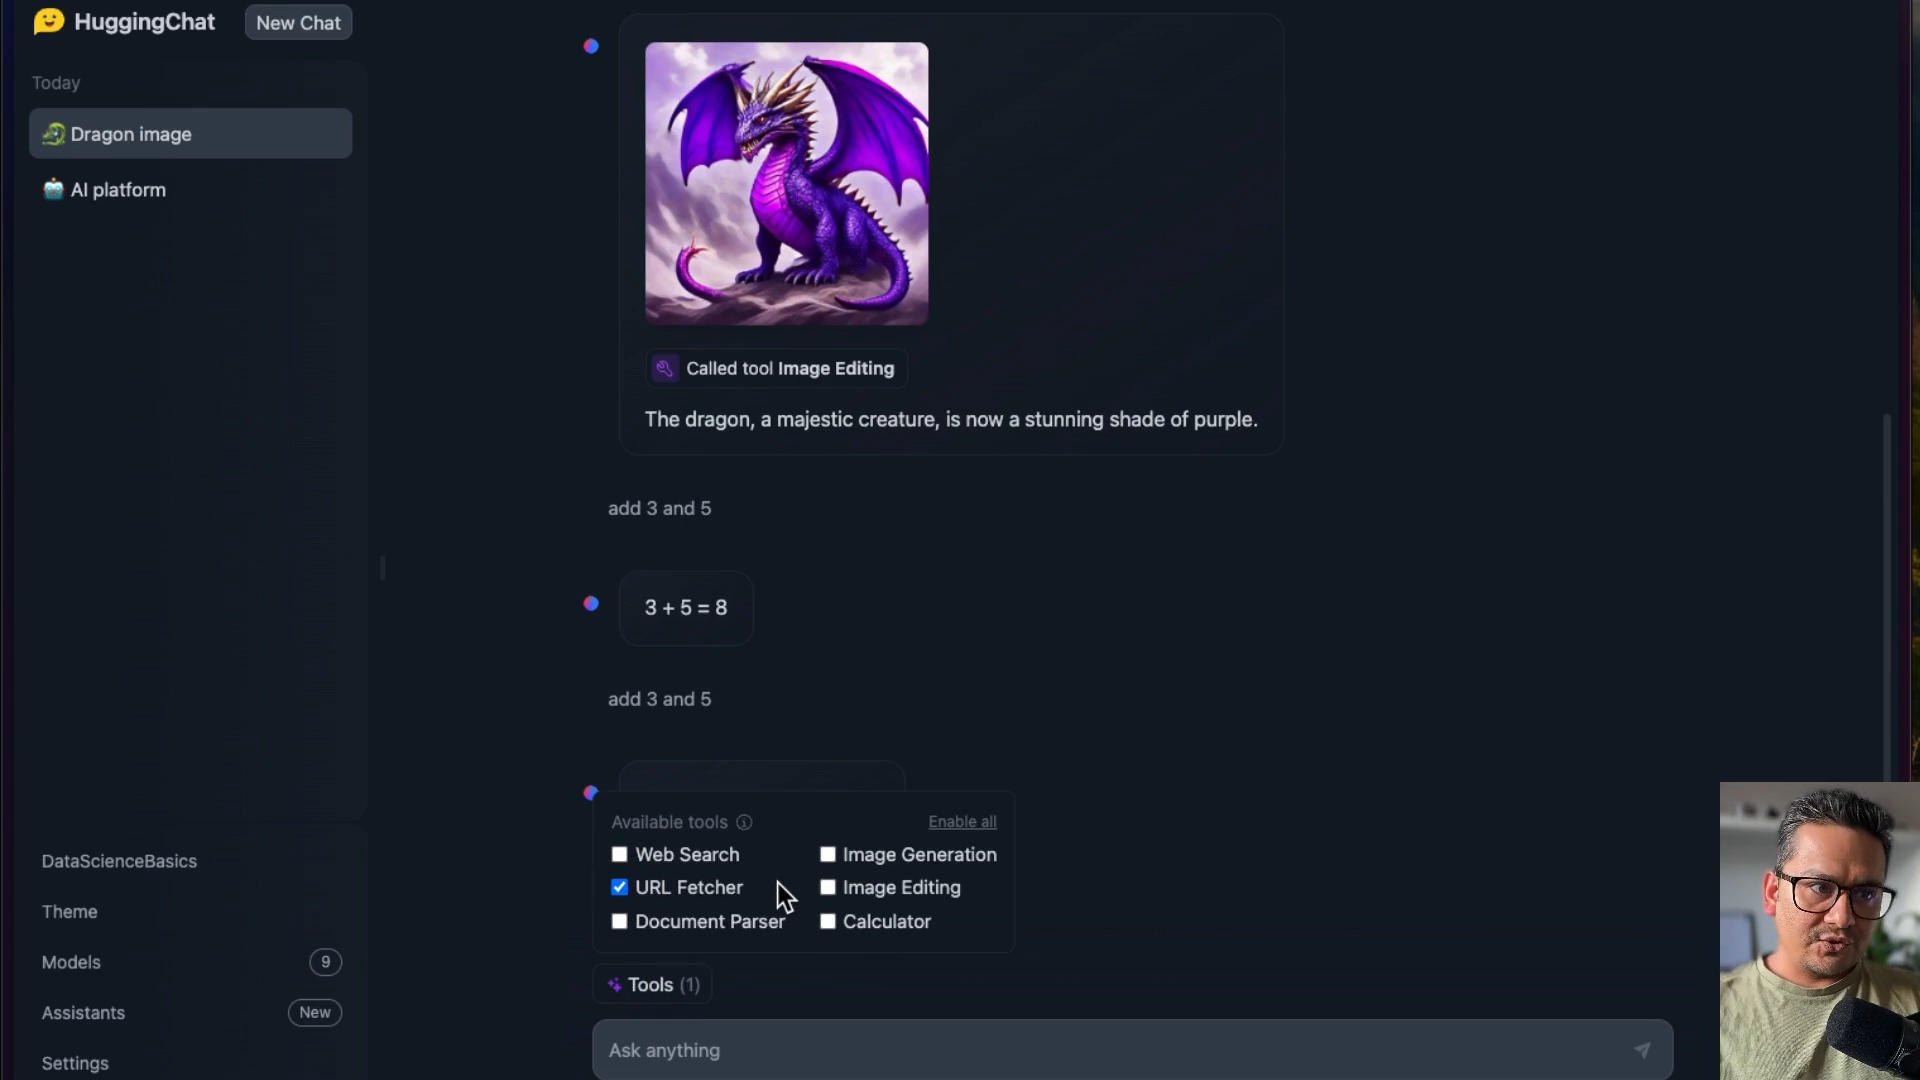 HuggingChat
New Chat
Today
Dragon image
AI platform
Called tool Image Editing
The dragon, a majestic creature, is now a stunning shade of purple.
add 3 and 5
3 + 5 = 8
add 3 and 5
Available tools
Enable all
Web Search
Image Generation
URL Fetcher
Image Editing
Document Parser
Calculator
Tools (1)
Ask anything
DataScienceBasics
Theme
Models 9
Assistants New
Settings